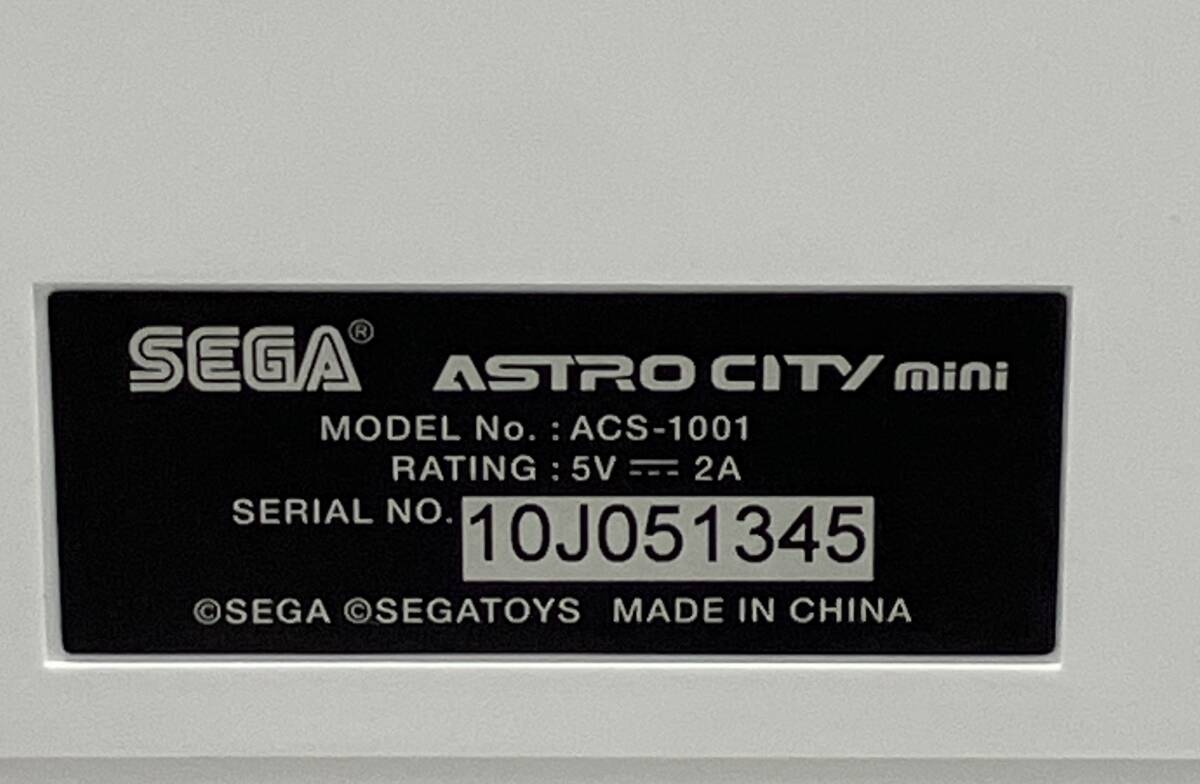 SEGA® ASTRO CITY mini
MODEL No. : ACS-1001
RATING : 5V ⎓ 2A
SERIAL NO. 10J051345
©SEGA ©SEGATOYS MADE IN CHINA